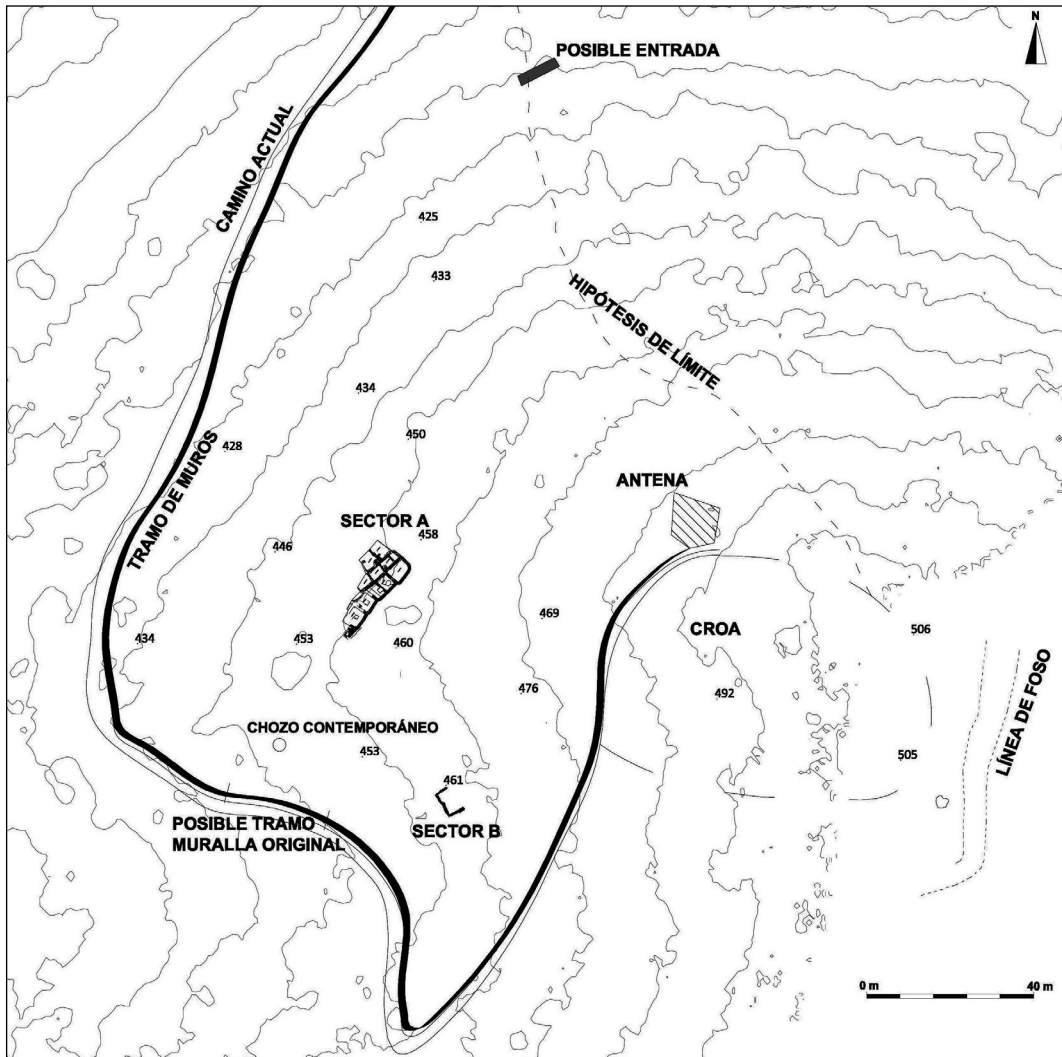 N
POSIBLE ENTRADA
CAMINO ACTUAL
425
433
HIPÓTESIS DE LÍMITE
434
450
428
TRAMO DE MUROS
ANTENA
SECTOR A
458
446
469
434
453
460
CROA
506
476
492
LÍNEA DE FOSO
CHOZO CONTEMPORÁNEO
453
505
461
POSIBLE TRAMO
MURALLA ORIGINAL
SECTOR B
0 m
40 m